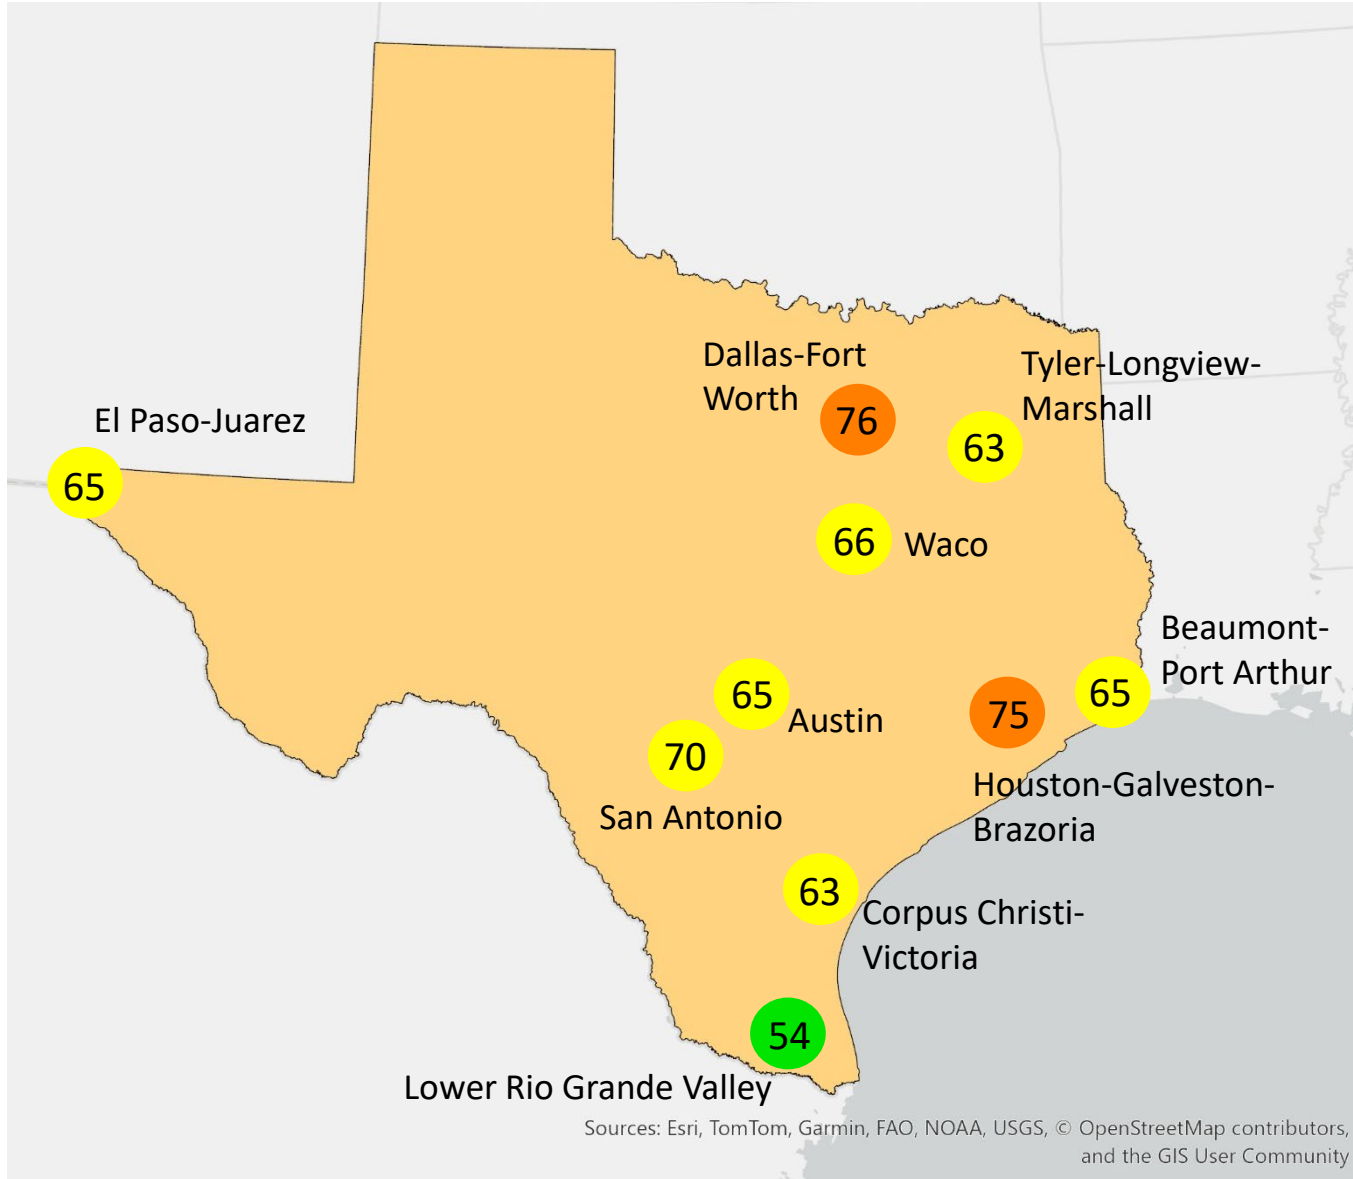 Dallas-Fort
Worth
76
Tyler-Longview-
Marshall
63
El Paso-Juarez
65
66
Waco
Beaumont-
Port Arthur
65
65
Austin
75
Houston-Galveston-
Brazoria
70
San Antonio
63
Corpus Christi-
Victoria
54
Lower Rio Grande Valley
Sources: Esri, TomTom, Garmin, FAO, NOAA, USGS, © OpenStreetMap contributors,
and the GIS User Community